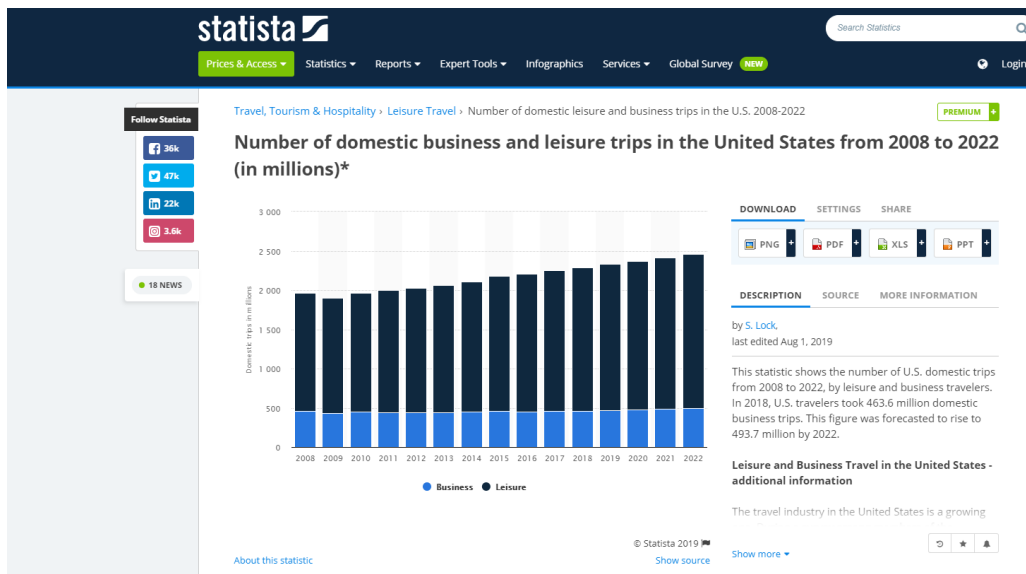 statista
Search Statistics
Prices & Access Statistics Reports Expert Tools Infographics Services Global Survey NEW Login
Follow Statista
36k
47k
22k
3.6k
18 NEWS
Travel, Tourism & Hospitality › Leisure Travel › Number of domestic leisure and business trips in the U.S. 2008-2022
PREMIUM +
Number of domestic business and leisure trips in the United States from 2008 to 2022
(in millions)*
3 000
2 500
2 000
1 500
1 000
500
0
Domestic trips in millions
2008 2009 2010 2011 2012 2013 2014 2015 2016 2017 2018 2019 2020 2021 2022
Business Leisure
© Statista 2019
About this statistic
Show source
DOWNLOAD SETTINGS SHARE
PNG + PDF + XLS + PPT +
DESCRIPTION SOURCE MORE INFORMATION
by S. Lock,
last edited Aug 1, 2019
This statistic shows the number of U.S. domestic trips
from 2008 to 2022, by leisure and business travelers.
In 2018, U.S. travelers took 463.6 million domestic
business trips. This figure was forecasted to rise to
493.7 million by 2022.
Leisure and Business Travel in the United States -
additional information
The travel industry in the United States is a growing
Show more